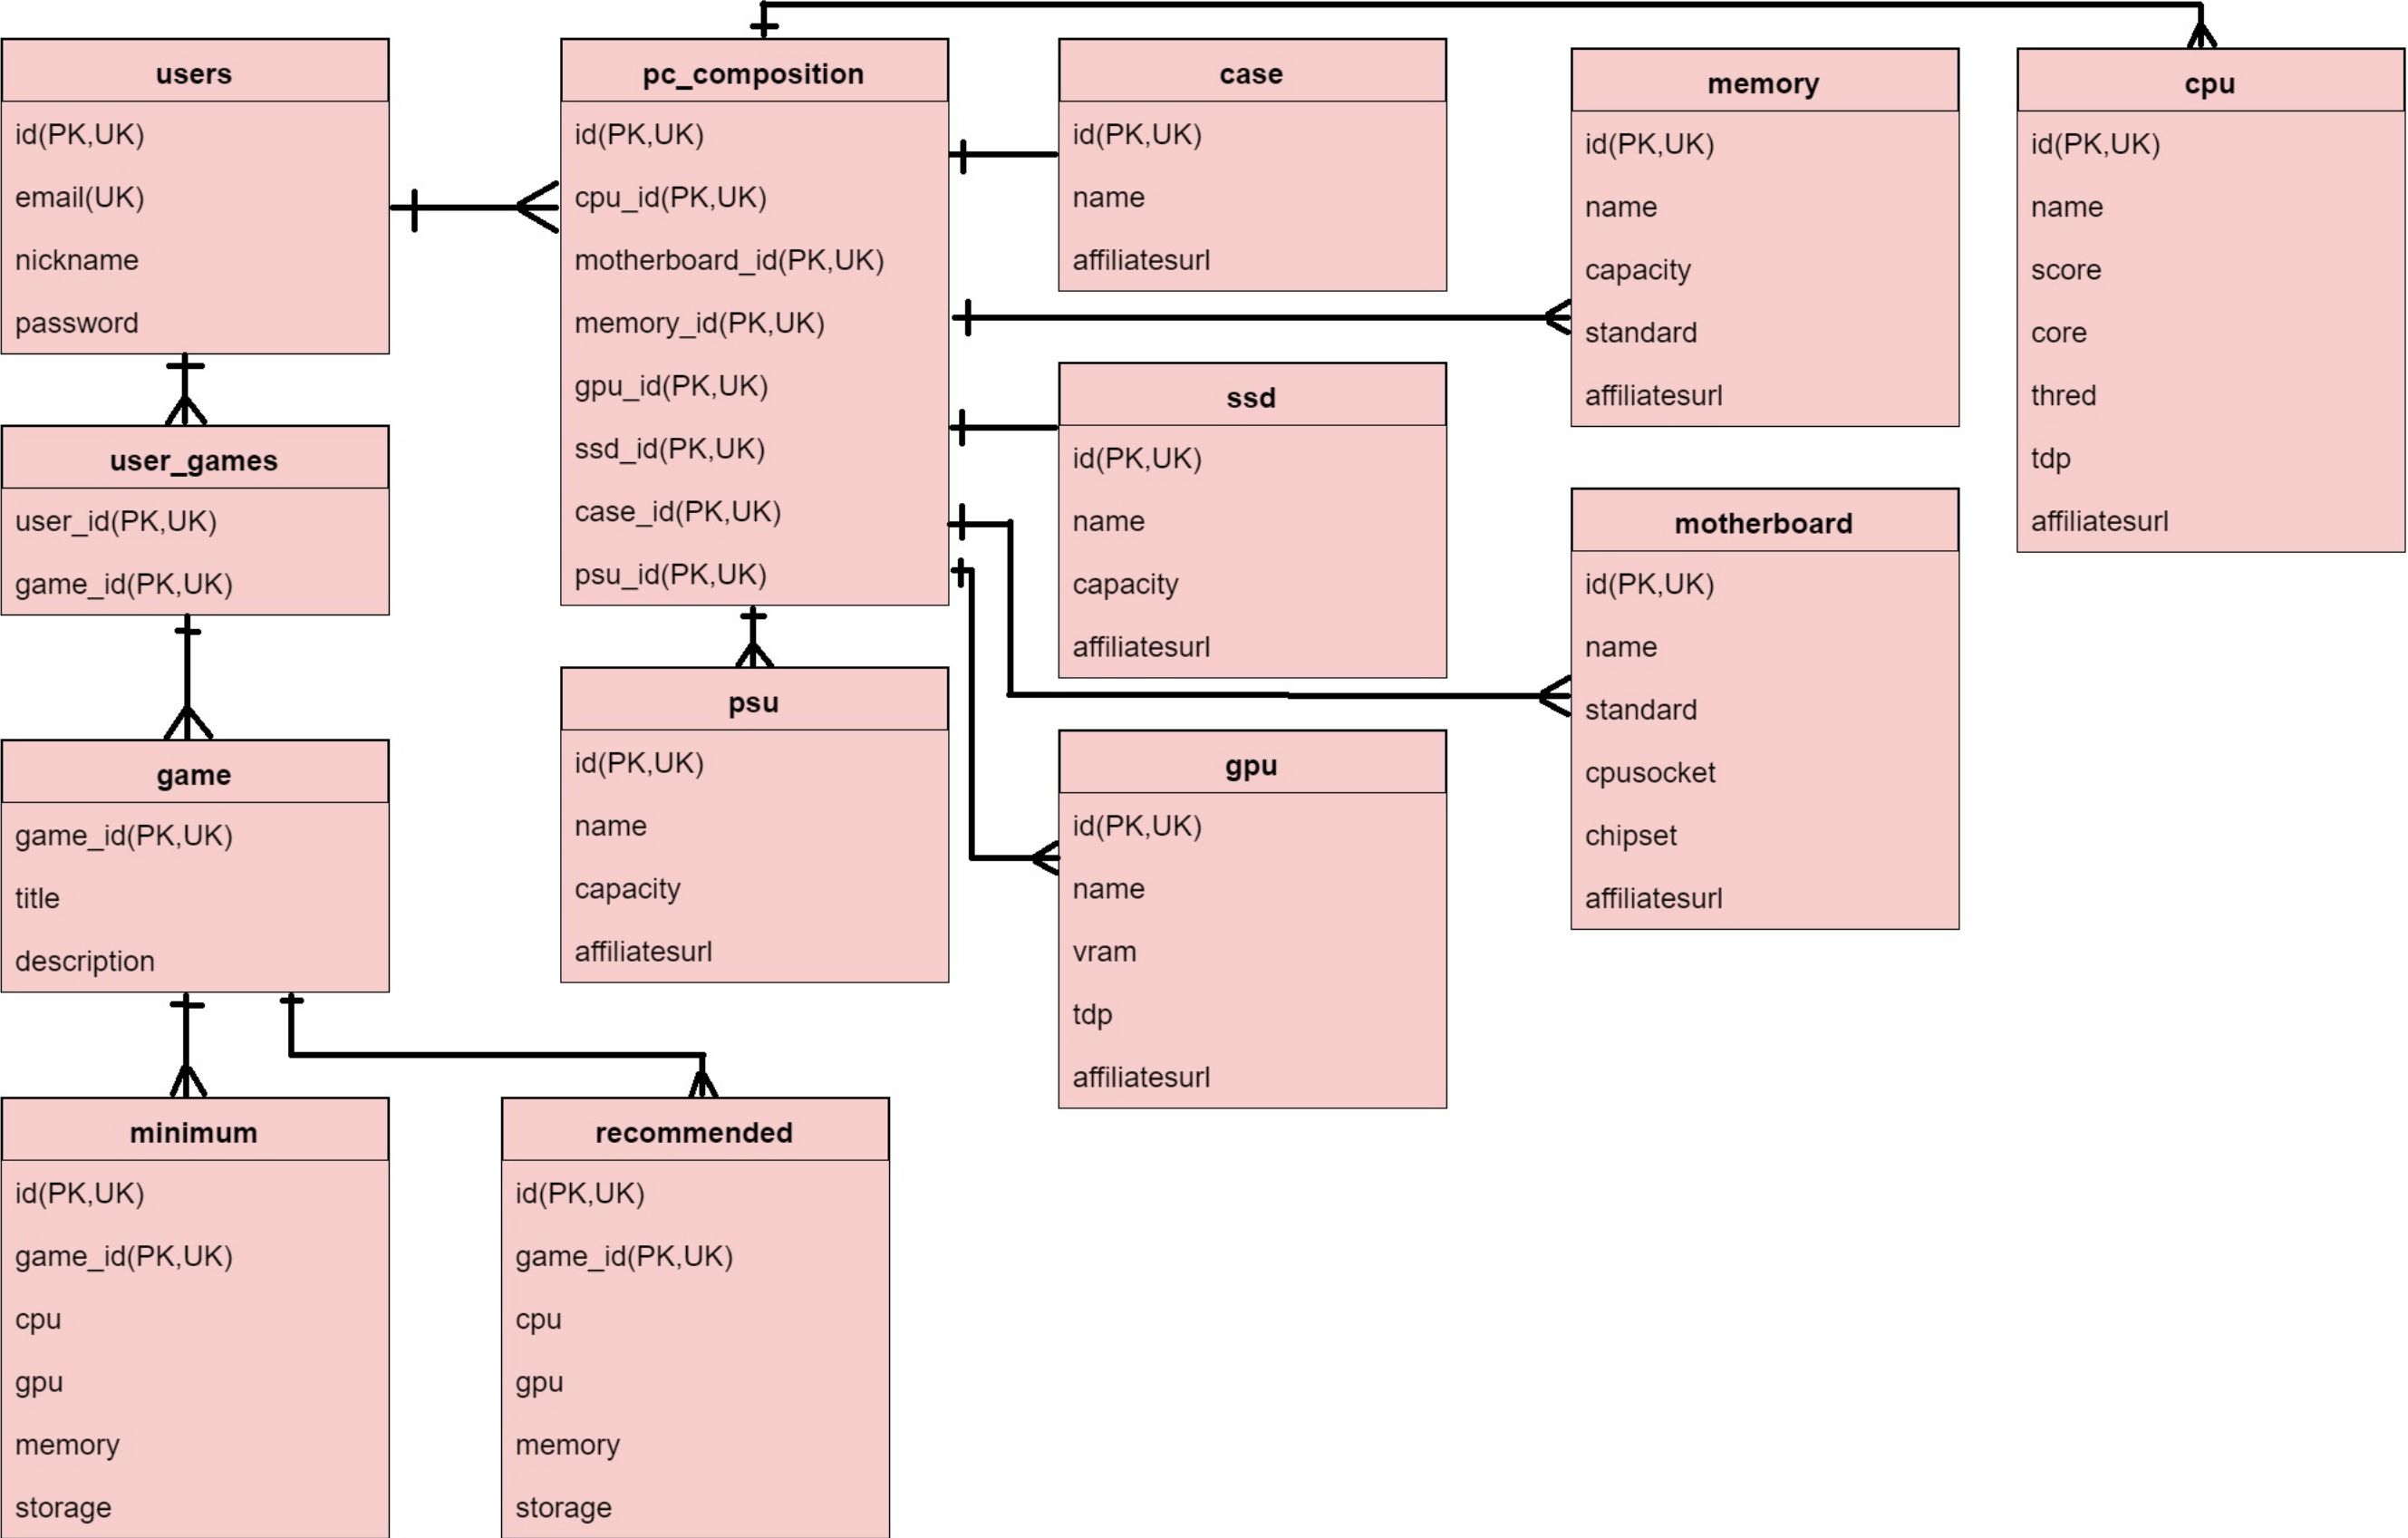 users
id(PK,UK)
email(UK)
nickname
password
user_games
user_id(PK,UK)
game_id(PK,UK)
game
game_id(PK,UK)
title
description
minimum
id(PK,UK)
game_id(PK,UK)
cpu
gpu
memory
storage
recommended
id(PK,UK)
game_id(PK,UK)
cpu
gpu
memory
storage
pc_composition
id(PK,UK)
cpu_id(PK,UK)
motherboard_id(PK,UK)
memory_id(PK,UK)
gpu_id(PK,UK)
ssd_id(PK,UK)
case_id(PK,UK)
psu_id(PK,UK)
psu
id(PK,UK)
name
capacity
affiliatesurl
case
id(PK,UK)
name
affiliatesurl
ssd
id(PK,UK)
name
capacity
affiliatesurl
gpu
id(PK,UK)
name
vram
tdp
affiliatesurl
memory
id(PK,UK)
name
capacity
standard
affiliatesurl
motherboard
id(PK,UK)
name
standard
cpusocket
chipset
affiliatesurl
cpu
id(PK,UK)
name
score
core
thred
tdp
affiliatesurl